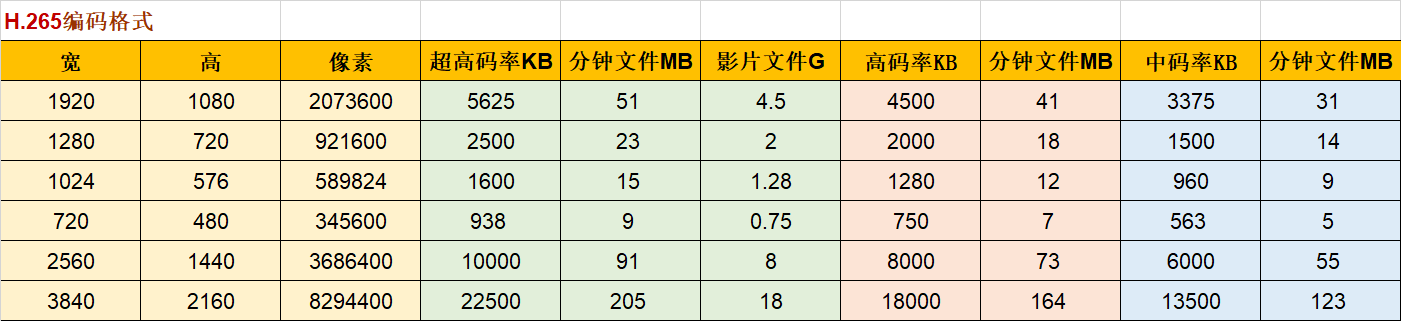 H.265编码格式
宽 高 像素 超高码率KB 分钟文件MB 影片文件G 高码率KB 分钟文件MB 中码率KB 分钟文件MB
1920 1080 2073600 5625 51 4.5 4500 41 3375 31
1280 720 921600 2500 23 2 2000 18 1500 14
1024 576 589824 1600 15 1.28 1280 12 960 9
720 480 345600 938 9 0.75 750 7 563 5
2560 1440 3686400 10000 91 8 8000 73 6000 55
3840 2160 8294400 22500 205 18 18000 164 13500 123